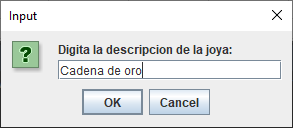 Input
Digita la descripcion de la joya:
Cadena de oro
OK Cancel